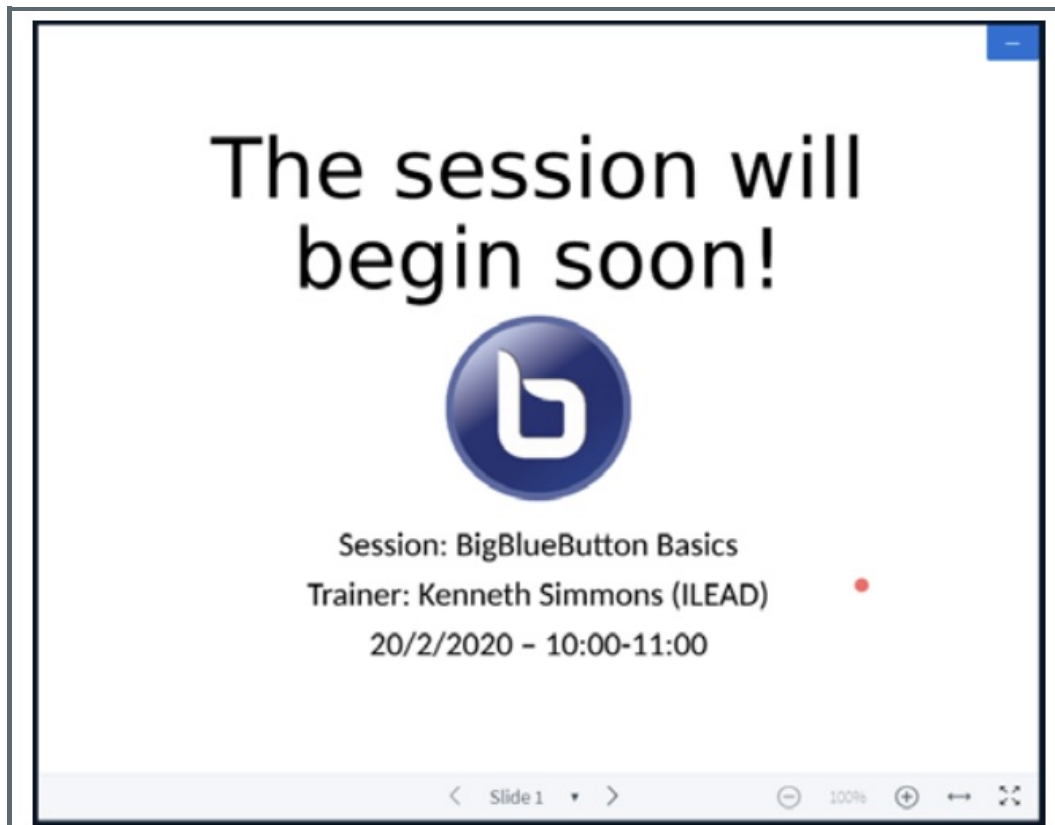 The session will
begin soon!
Session: BigBlueButton Basics
Trainer: Kenneth Simmons (ILEAD)
20/2/2020 – 10:00-11:00
Slide 1
100%